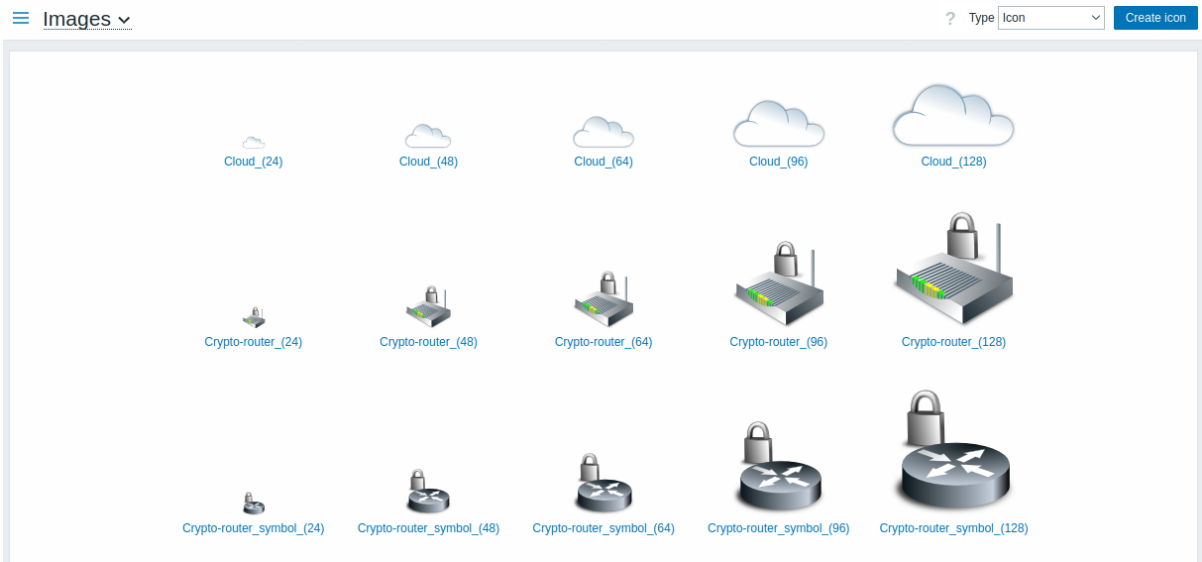 Images
? Type Icon Create icon
Cloud_(24) Cloud_(48) Cloud_(64) Cloud_(96) Cloud_(128)
Crypto-router_(24) Crypto-router_(48) Crypto-router_(64) Crypto-router_(96) Crypto-router_(128)
Crypto-router_symbol_(24) Crypto-router_symbol_(48) Crypto-router_symbol_(64) Crypto-router_symbol_(96) Crypto-router_symbol_(128)